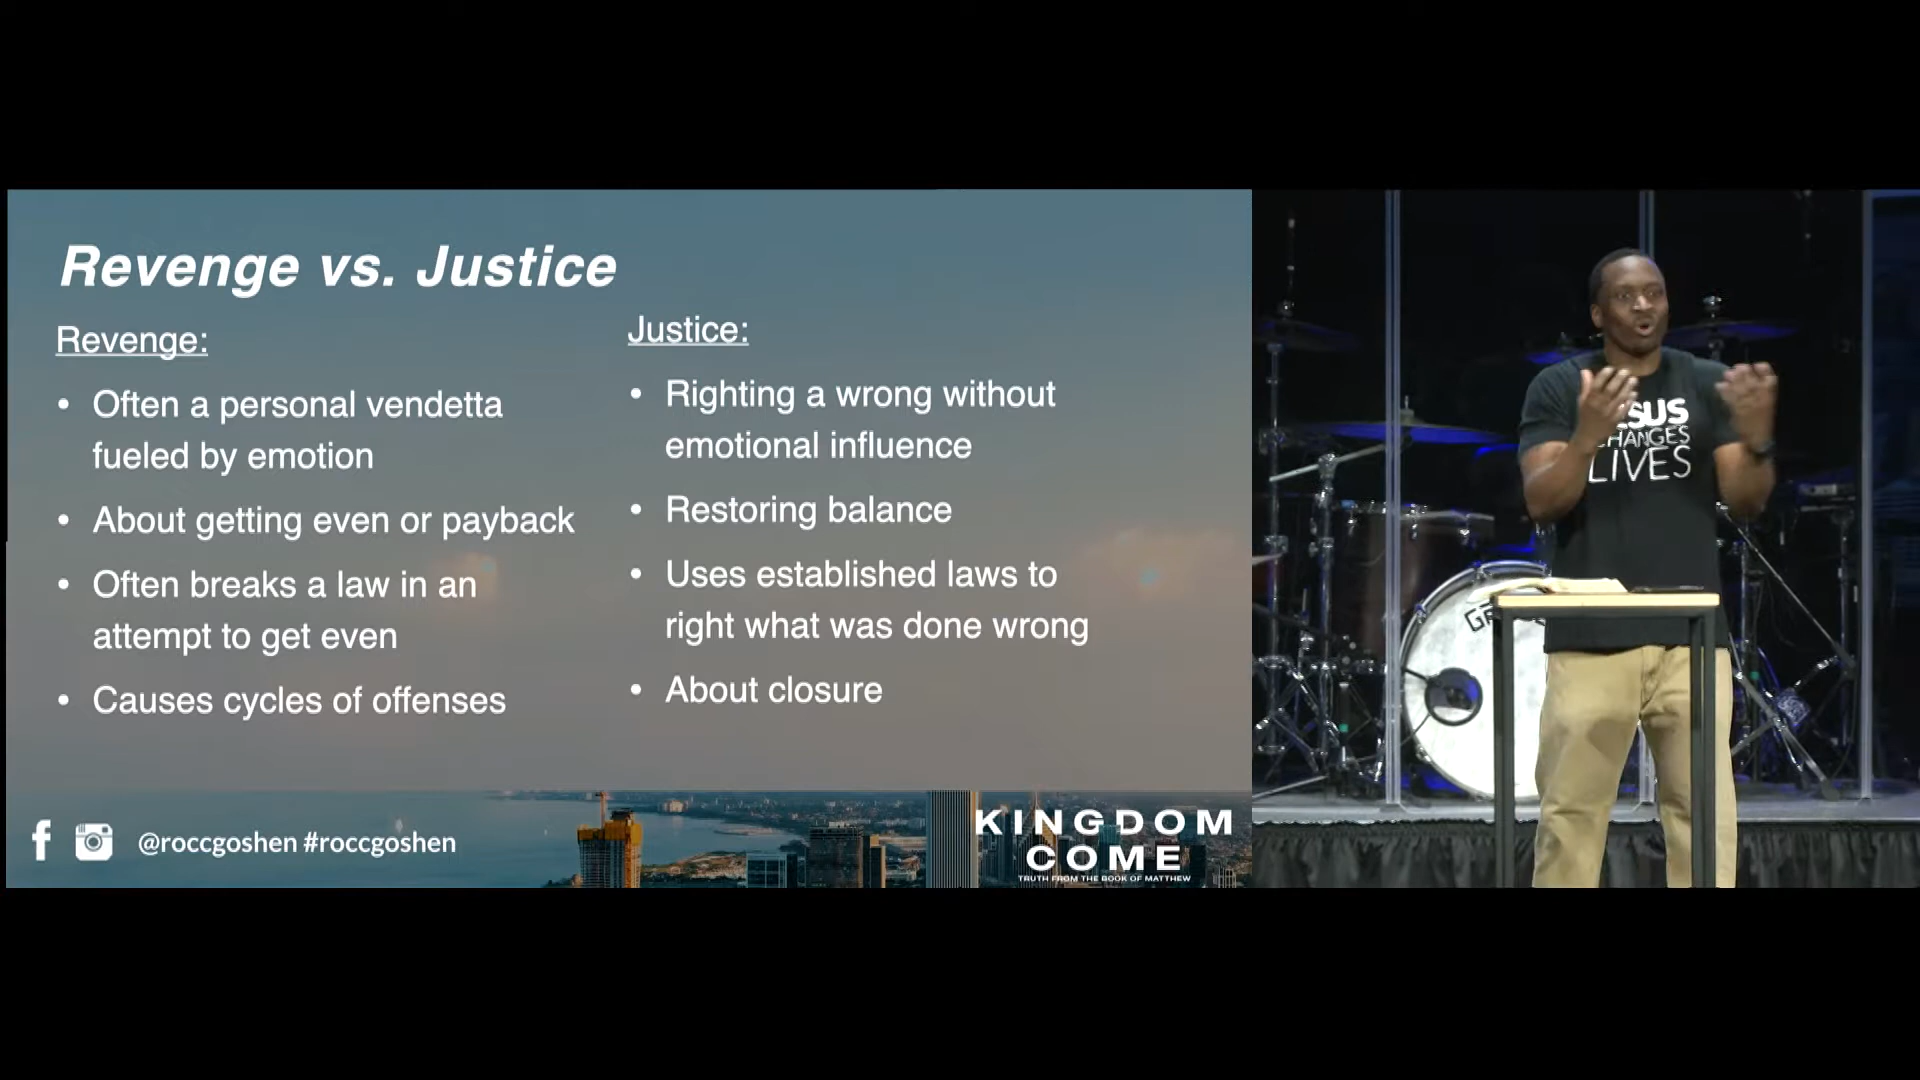 Revenge vs. Justice
Revenge:
• Often a personal vendetta
fueled by emotion
• About getting even or payback
• Often breaks a law in an
attempt to get even
• Causes cycles of offenses
Justice:
• Righting a wrong without
emotional influence
• Restoring balance
• Uses established laws to
right what was done wrong
• About closure
@roccgoshen #roccgoshen
KINGDOM
COME
TRUTH FROM THE BOOK OF MATTHEW
LIVES